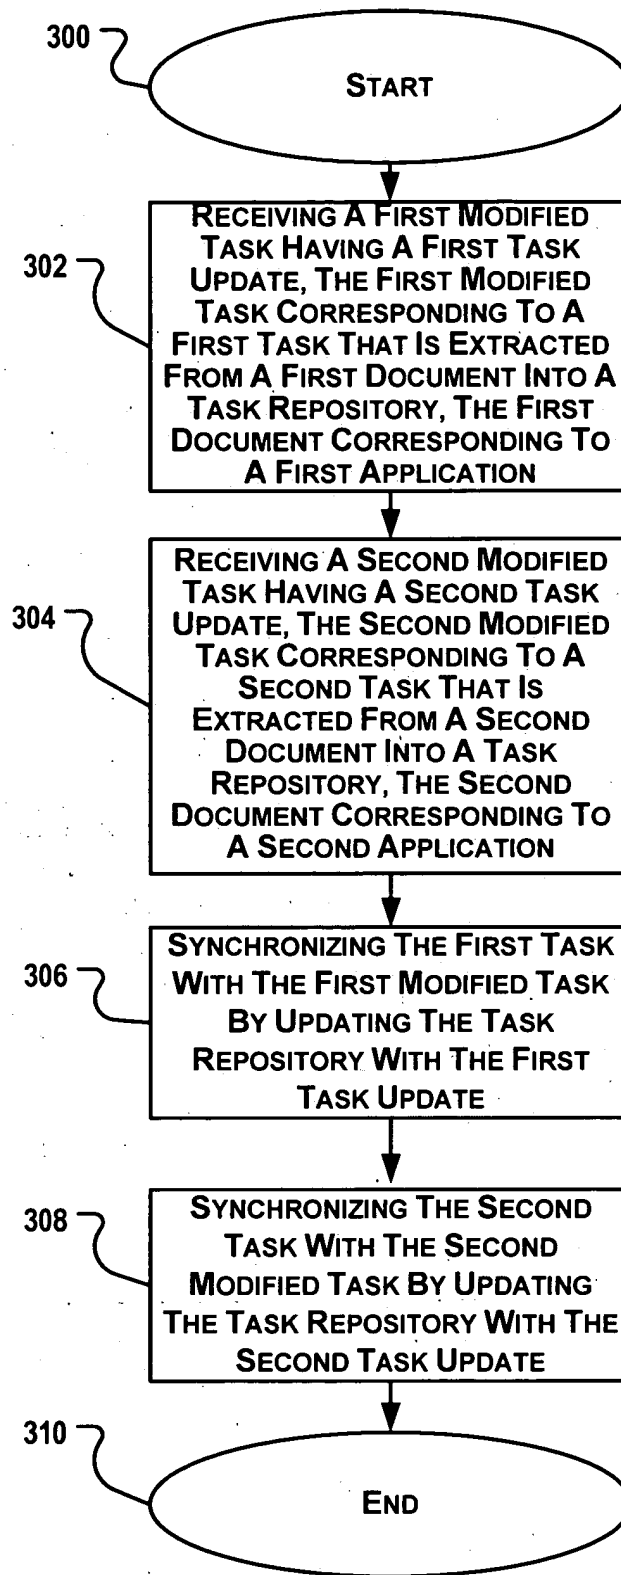 300
START
302
RECEIVING A FIRST MODIFIED
TASK HAVING A FIRST TASK
UPDATE, THE FIRST MODIFIED
TASK CORRESPONDING TO A
FIRST TASK THAT IS EXTRACTED
FROM A FIRST DOCUMENT INTO A
TASK REPOSITORY, THE FIRST
DOCUMENT CORRESPONDING TO
A FIRST APPLICATION
304
RECEIVING A SECOND MODIFIED
TASK HAVING A SECOND TASK
UPDATE, THE SECOND MODIFIED
TASK CORRESPONDING TO A
SECOND TASK THAT IS
EXTRACTED FROM A SECOND
DOCUMENT INTO A TASK
REPOSITORY, THE SECOND
DOCUMENT CORRESPONDING TO
A SECOND APPLICATION
306
SYNCHRONIZING THE FIRST TASK
WITH THE FIRST MODIFIED TASK
BY UPDATING THE TASK
REPOSITORY WITH THE FIRST
TASK UPDATE
308
SYNCHRONIZING THE SECOND
TASK WITH THE SECOND
MODIFIED TASK BY UPDATING
THE TASK REPOSITORY WITH THE
SECOND TASK UPDATE
310
END